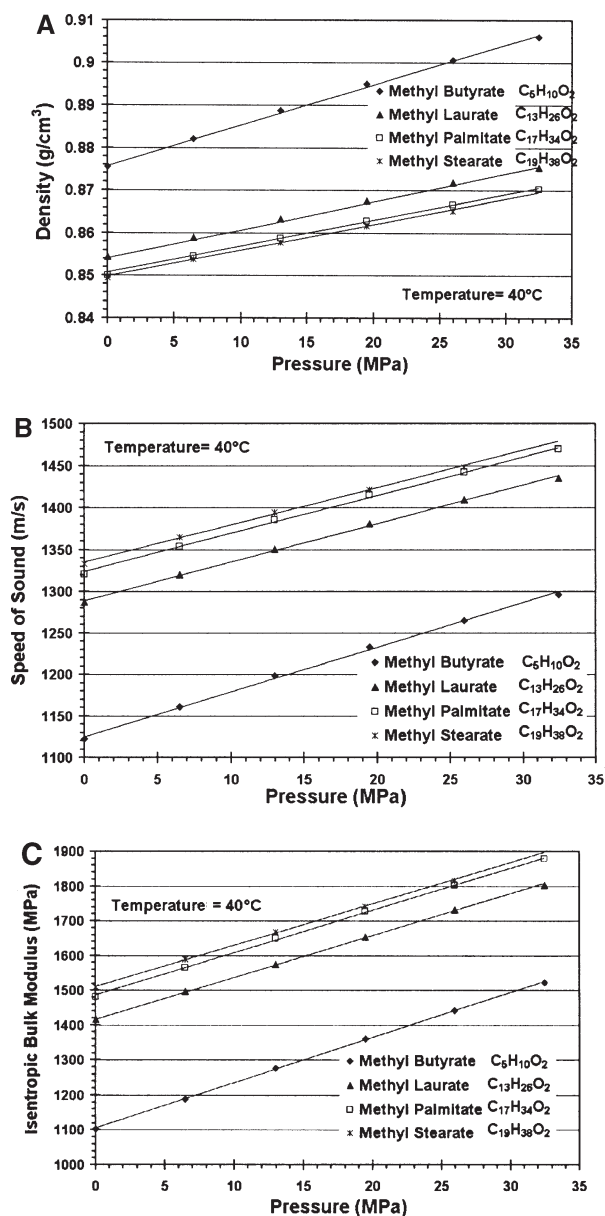 A
0.91
0.9
0.89
0.88
0.87
0.86
0.85
0.84
Density (g/cm³)
Methyl Butyrate C₅H₁₀O₂
Methyl Laurate C₁₃H₂₆O₂
Methyl Palmitate C₁₇H₃₄O₂
Methyl Stearate C₁₉H₃₈O₂
Temperature= 40°C
0 5 10 15 20 25 30 35
Pressure (MPa)
B
1500
1450
1400
1350
1300
1250
1200
1150
1100
Speed of Sound (m/s)
Temperature= 40°C
Methyl Butyrate C₅H₁₀O₂
Methyl Laurate C₁₃H₂₆O₂
Methyl Palmitate C₁₇H₃₄O₂
Methyl Stearate C₁₉H₃₈O₂
0 5 10 15 20 25 30 35
Pressure (MPa)
C
1900
1800
1700
1600
1500
1400
1300
1200
1100
1000
Isentropic Bulk Modulus (MPa)
Temperature = 40°C
Methyl Butyrate C₅H₁₀O₂
Methyl Laurate C₁₃H₂₆O₂
Methyl Palmitate C₁₇H₃₄O₂
Methyl Stearate C₁₉H₃₈O₂
0 5 10 15 20 25 30 35
Pressure (MPa)